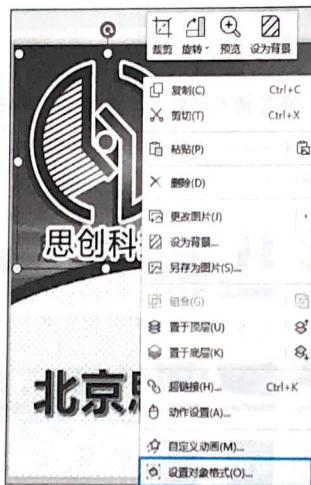 裁剪 旋转 预览 设为背景
复制(C) Ctrl+C
剪切(T) Ctrl+X
粘贴(P)
删除(D)
更改图片(J)
设为背景...
另存为图片(S)...
组合(G)
置于顶层(U)
置于底层(K)
超链接(H)... Ctrl+K
动作设置(A)...
自定义动画(M)...
设置对象格式(O)...
思创科
北京